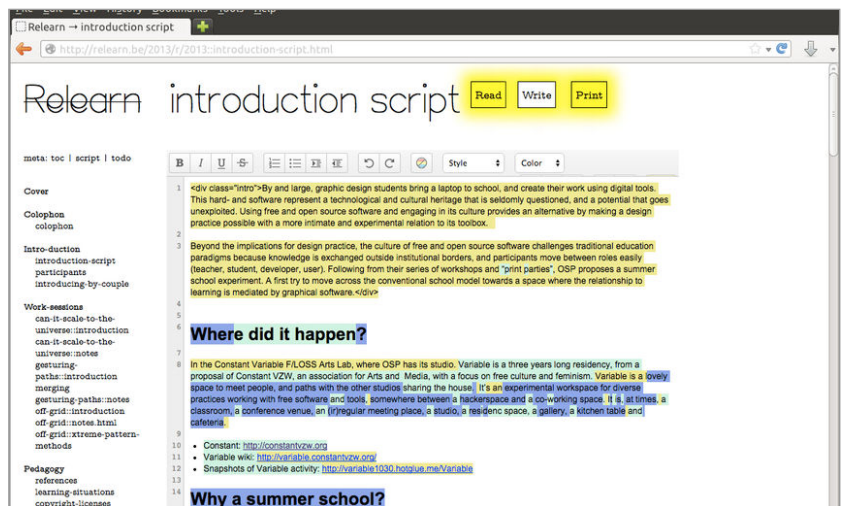 File Edit View History Bookmarks Tools Help
Relearn → introduction script
http://relearn.be/2013/r/2013::introduction-script.html
Relearn introduction script Read Write Print
meta: toc | script | todo
Cover
Colophon
colophon
Intro-duction
introduction-script
participants
introducing-by-couple
Work-sessions
can-it-scale-to-the-
universe::introduction
can-it-scale-to-the-
universe::notes
gesturing-
paths::introduction
merging
gesturing-paths::notes
off-grid::introduction
off-grid::notes.html
off-grid::xtreme-pattern-
methods
Pedagogy
references
learning-situations
copyright-licenses
B I U S Style Color
1 <div class="intro">By and large, graphic design students bring a laptop to school, and create their work using digital tools.
This hard- and software represent a technological and cultural heritage that is seldomly questioned, and a potential that goes
unexploited. Using free and open source software and engaging in its culture provides an alternative by making a design
practice possible with a more intimate and experimental relation to its toolbox.
2
3 Beyond the implications for design practice, the culture of free and open source software challenges traditional education
paradigms because knowledge is exchanged outside institutional borders, and participants move between roles easily
(teacher, student, developer, user). Following from their series of workshops and "print parties", OSP proposes a summer
school experiment. A first try to move across the conventional school model towards a space where the relationship to
learning is mediated by graphical software.</div>
4
5
6 Where did it happen?
7
8 In the Constant Variable F/LOSS Arts Lab, where OSP has its studio. Variable is a three years long residency, from a
proposal of Constant VZW, an association for Arts and Media, with a focus on free culture and feminism. Variable is a lovely
space to meet people, and paths with the other studios sharing the house. It's an experimental workspace for diverse
practices working with free software and tools, somewhere between a hackerspace and a co-working space. It is, at times, a
classroom, a conference venue, an (ir)regular meeting place, a studio, a residenc space, a gallery, a kitchen table and
cafeteria.
9
10 • Constant: http://constantvzw.org
11 • Variable wiki: http://variable.constantvzw.org/
12 • Snapshots of Variable activity: http://variable1030.hotglue.me/Variable
13
14 Why a summer school?